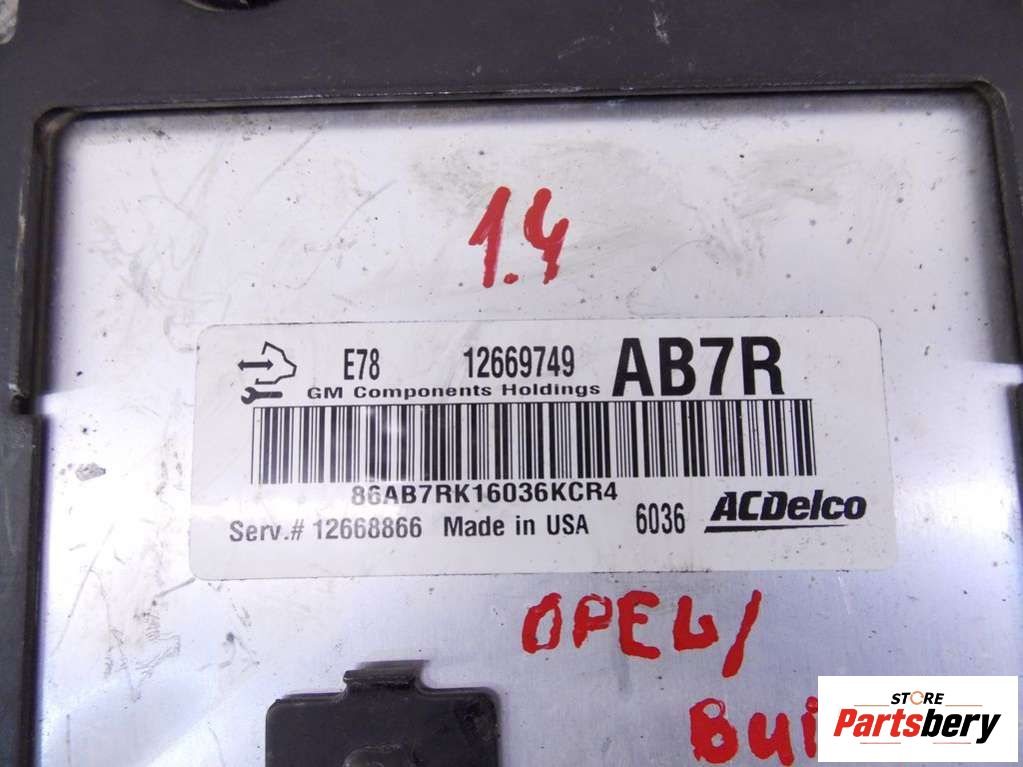 1.4
E78 12669749 AB7R
GM Components Holdings
86AB7RK16036KCR4
Serv.# 12668866 Made in USA 6036 ACDelco
OPEL/
BUI
STORE
Partsbery